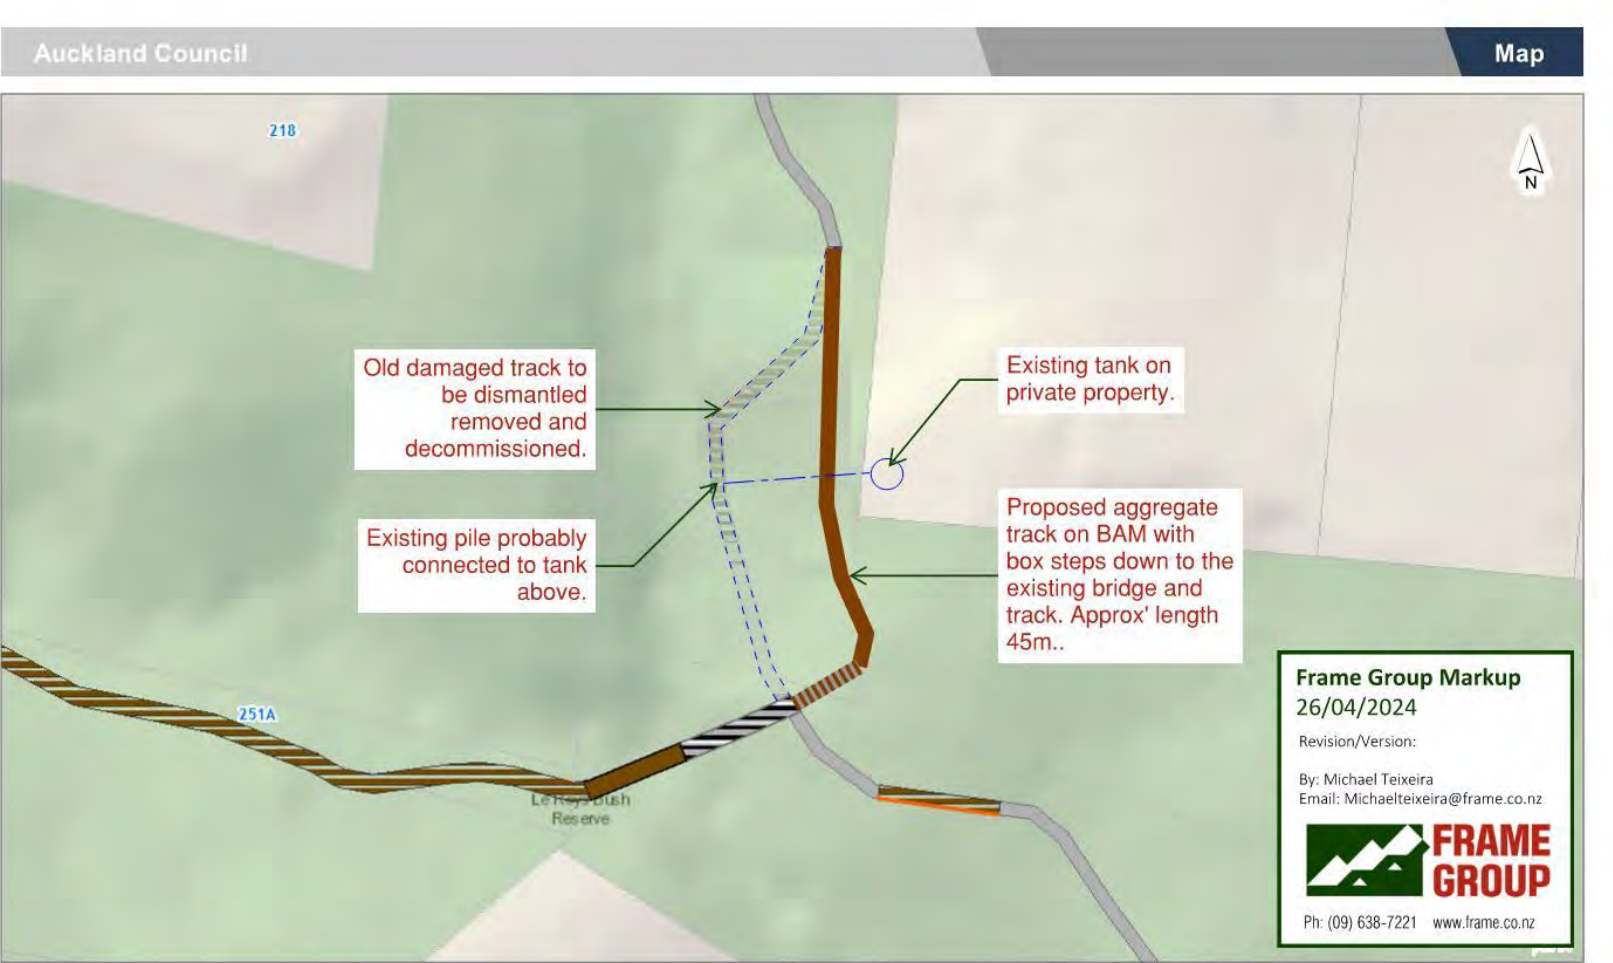 Auckland Council
Map
218
N
Old damaged track to
be dismantled
removed and
decommissioned.
Existing tank on
private property.
Existing pile probably
connected to tank
above.
Proposed aggregate
track on BAM with
box steps down to the
existing bridge and
track. Approx' length
45m..
251A
Le Roys Bush
Reserve
Frame Group Markup
26/04/2024
Revision/Version:
By: Michael Teixeira
Email: Michaelteixeira@frame.co.nz
FRAME
GROUP
Ph: (09) 638-7221 www.frame.co.nz